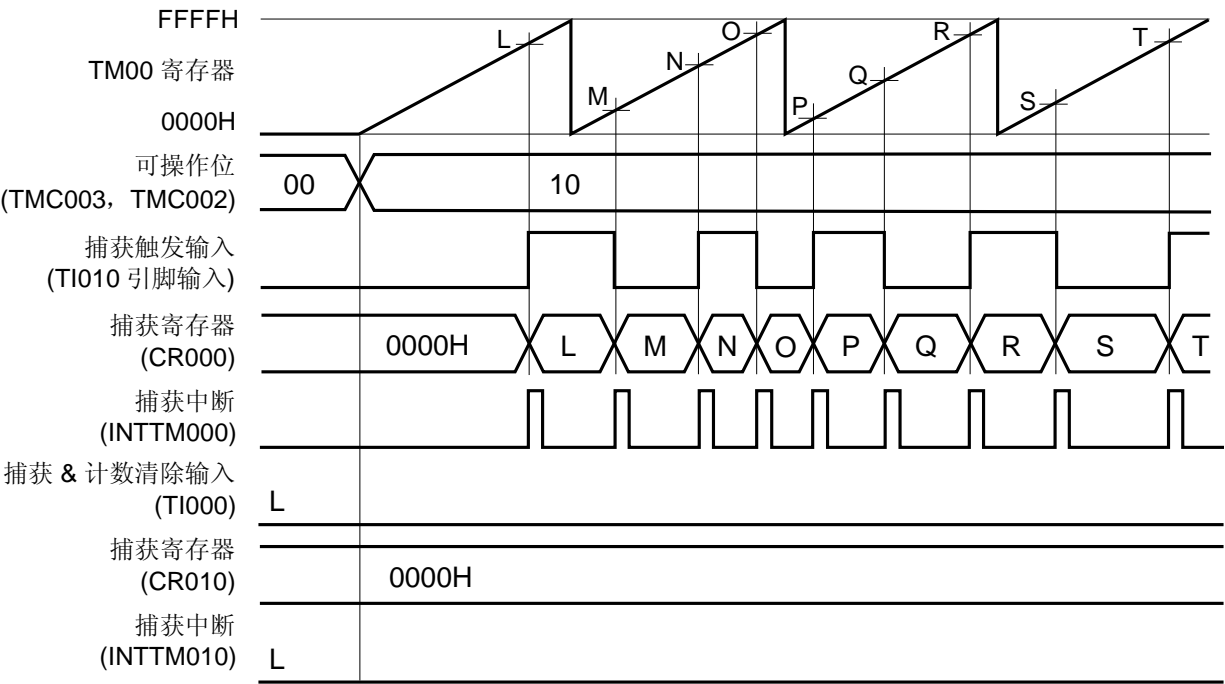 FFFFH
TM00 寄存器
0000H
L
M
N
O
P
Q
R
S
T
可操作位
(TMC003，TMC002)
00
10
捕获触发输入
(TI010 引脚输入)
捕获寄存器
(CR000)
0000H
L
M
N
O
P
Q
R
S
T
捕获中断
(INTTM000)
捕获 & 计数清除输入
(TI000)
L
捕获寄存器
(CR010)
0000H
捕获中断
(INTTM010)
L